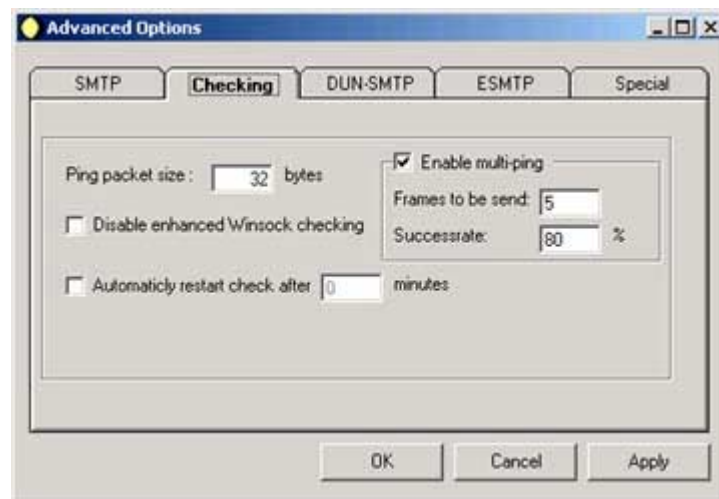 Advanced Options
SMTP
Checking
DUN-SMTP
ESMTP
Special
Ping packet size : 32 bytes
Enable multi-ping
Frames to be send: 5
Disable enhanced Winsock checking
Successrate: 80 %
Automaticly restart check after 0 minutes
OK
Cancel
Apply